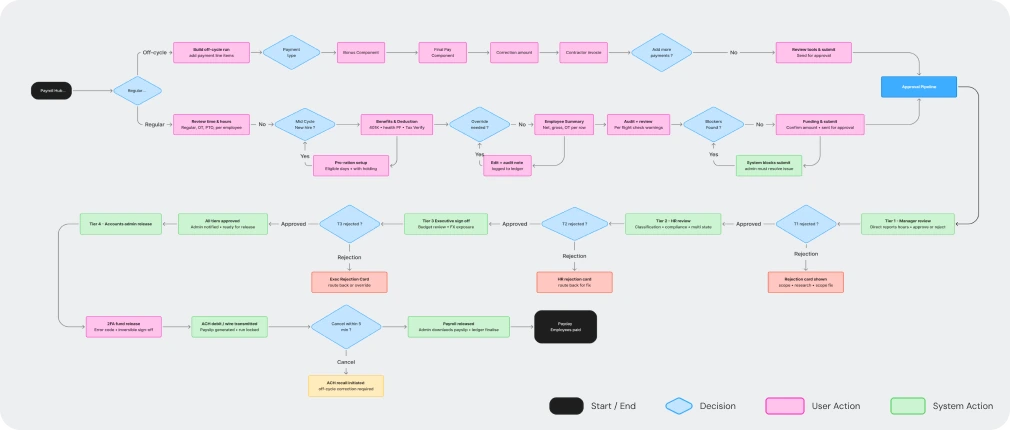 Off-cycle
Build off-cycle run
add payment line items
Payment
type
Bonus Component
Final Pay
Component
Correction amount
Contractor invoice
Add more
payments ?
No
Review tools & submit
Send for approval
Payroll Hub...
Regular...
Approval Pipeline
Regular
Review time & hours
Regular, OT, PTO, per employee
No
Mid Cycle
New-hire ?
Benefits & Deduction
401K + health PF + Tax Verify
Override
needed ?
No
Employee Summary
Net, gross, OT per row
Audit + review
Per flight check warnings
Blockers
Found ?
No
Funding & submit
Confirm amount + sent for approval
Yes
Eligible days + with holding
Yes
Edit + audit note
logged to ledger
Yes
System blocks submit
admin must resolve issue
Tier 4 - Accounts admin release
All tiers approved
Admin notified + ready for release
Approved
T3 rejected ?
Approved
Tier 3 Executive sign off
Budget review + FX exposure
Approved
T2 rejected ?
Tier 2 - HR review
Classification + compliance + multi state
Approved
T1 rejected ?
Tier 1 - Manager review
Direct reports hours + approve or reject
Rejection
Rejection
Rejection
Exec Rejection Card
route back or override
HR rejection card
route back for fix
Rejection card shown
scope + research + scope fix
2FA fund release
Error code + irreversible sign off
ACH debit / wire transmitted
Payslip generated + run locked
Cancel within 5
min ?
Payroll released
Admin downloads payslip + ledger finalise
Payday
Employees paid
Cancel
ACH recall initiated
off-cycle correction required
Start / End
Decision
User Action
System Action